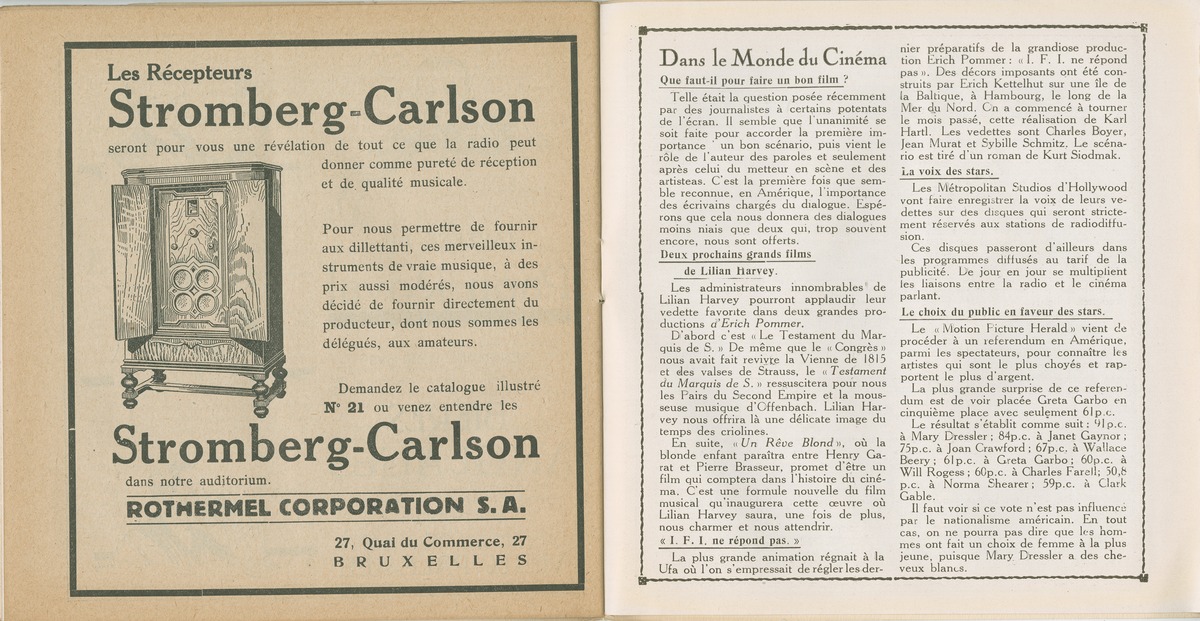 Les Récepteurs
Stromberg-Carlson
seront pour vous une révélation de tout ce que la radio peut
donner comme pureté de réception
et de qualité musicale.
Pour nous permettre de fournir
aux dillettanti, ces merveilleux in-
struments de vraie musique, à des
prix aussi modérés, nous avons
décidé de fournir directement du
producteur, dont nous sommes les
délégués, aux amateurs.
Demandez le catalogue illustré
N° 21 ou venez entendre les
Stromberg-Carlson
dans notre auditorium.
ROTHERMEL CORPORATION S. A.
27, Quai du Commerce, 27
BRUXELLES
Dans le Monde du Cinéma
Que faut-il pour faire un bon film ?
Telle était la question posée récemment
par des journalistes à certains potentats
de l'écran. Il semble que l'unanimité se
soit faite pour accorder la première im-
portance ' un bon scénario, puis vient le
rôle de l'auteur des paroles et seulement
après celui du metteur en scène et des
artisteas. C'est la première fois que sem-
ble reconnue, en Amérique, l'importance
des écrivains chargés du dialogue. Espé-
rons que cela nous donnera des dialogues
moins niais que deux qui, trop souvent
encore, nous sont offerts.
Deux prochains grands films
de Lilian Harvey.
Les administrateurs innombrables de
Lilian Harvey pourront applaudir leur
vedette favorite dans deux grandes pro-
ductions d'Erich Pommer.
D'abord c'est « Le Testament du Mar-
quis de S. » De même que le « Congrès »
nous avait fait revivre la Vienne de 1815
et des valses de Strauss, le « Testament
du Marquis de S. » ressuscitera pour nous
les Pairs du Second Empire et la mous-
seuse musique d'Offenbach. Lilian Har-
vey nous offrira là une délicate image du
temps des criolines.
En suite, « Un Rêve Blond », où la
blonde enfant paraîtra entre Henry Ga-
rat et Pierre Brasseur, promet d'être un
film qui comptera dans l'histoire du ciné-
ma. C'est une formule nouvelle du film
musical qu'inaugurera cette œuvre où
Lilian Harvey saura, une fois de plus,
nous charmer et nous attendrir.
« I. F. I. ne répond pas. »
La plus grande animation régnait à la
Ufa où l'on s'empressait de régler les der-
nier préparatifs de la grandiose produc-
tion Erich Pommer : « I. F. I. ne répond
pas ». Des décors imposants ont été con-
struits par Erich Kettelhut sur une île de
la Baltique, à Hambourg, le long de la
Mer du Nord. On a commencé à tourner
le mois passé, cette réalisation de Karl
Hartl. Les vedettes sont Charles Boyer,
Jean Murat et Sybille Schmitz. Le scéna-
rio est tiré d'un roman de Kurt Siodmak.
La voix des stars.
Les Métropolitan Studios d'Hollywood
vont faire enregistrer la voix de leurs ve-
dettes sur des disques qui seront stricte-
ment réservés aux stations de radiodiffu-
sion.
Ces disques passeront d'ailleurs dans
les programmes diffusés au tarif de la
publicité. De jour en jour se multiplient
les liaisons entre la radio et le cinéma
parlant.
Le choix du public en faveur des stars.
Le « Motion Picture Herald » vient de
procéder à un referendum en Amérique,
parmi les spectateurs, pour connaître les
artistes qui sont le plus choyés et rap-
portent le plus d'argent.
La plus grande surprise de ce referen-
dum est de voir placée Greta Garbo en
cinquième place avec seulement 61p.c.
Le résultat s'établit comme suit : 91p.c.
à Mary Dressler ; 84p.c. à Janet Gaynor ;
75p.c. à Joan Crawford ; 67p.c. à Wallace
Beery ; 61p.c. à Greta Garbo ; 60p.c. à
Will Rogess ; 60p.c. à Charles Farell; 50,8
p.c. à Norma Shearer ; 59p.c. à Clark
Gable.
Il faut voir si ce vote n'est pas influencé
par le nationalisme américain. En tout
cas, on ne pourra pas dire que les hom-
mes ont fait un choix de femme à la plus
jeune, puisque Mary Dressler a des che-
veux blancs.